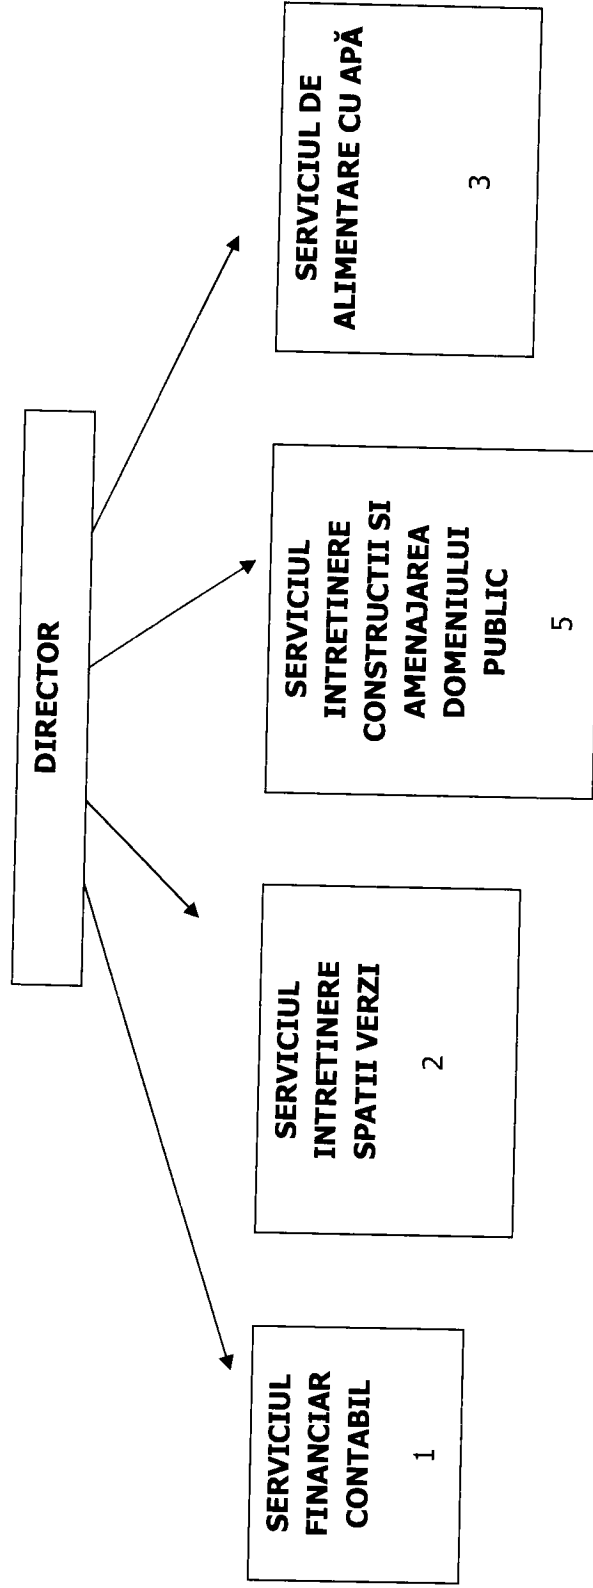 DIRECTOR
SERVICIUL
FINANCIAR
CONTABIL
1
SERVICIUL
INTRETINERE
SPATII VERZI
2
SERVICIUL
INTRETINERE
CONSTRUCTII SI
AMENAJAREA
DOMENIULUI
PUBLIC
5
SERVICIUL DE
ALIMENTARE CU APĂ
3